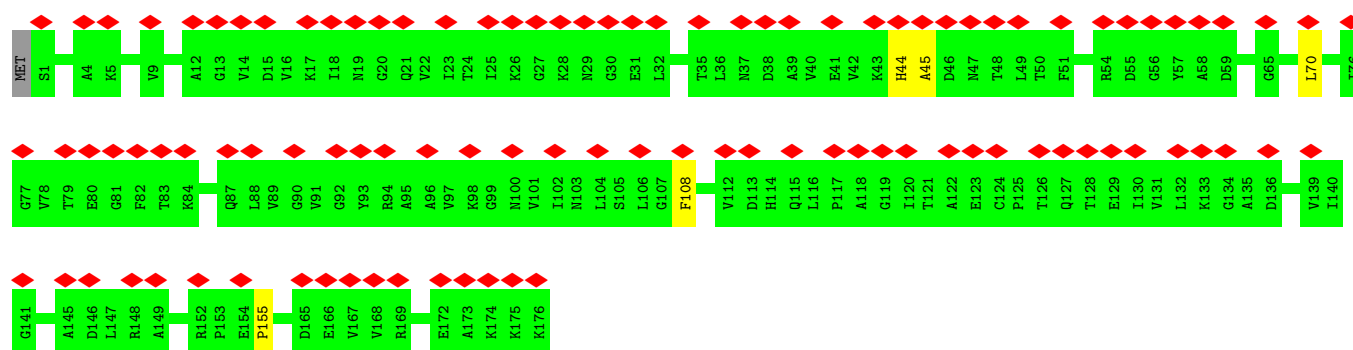 MET S1 A4 K5 V9 A12 G13 V14 D15 V16 K17 I18 N19 G20 Q21 V22 I23 T24 I25 K26 G27 K28 N29 G30 E31 L32 T35 L36 N37 D38 A39 V40 E41 V42 K43 H44 A45 D46 N47 T48 L49 T50 F51 R54 D55 G56 Y57 A58 D59 G65 L70 I76
G77 V78 T79 E80 G81 F82 T83 K84 Q87 L88 V89 G90 V91 G92 Y93 R94 A95 A96 V97 K98 G99 N100 V101 I102 N103 L104 S105 L106 G107 F108 V112 D113 H114 Q115 L116 P117 A118 G119 I120 T121 A122 E123 C124 P125 T126 Q127 T128 E129 I130 V131 L132 K133 G134 A135 D136 V139 I140
G141 A145 D146 L147 R148 A149 R152 P153 E154 P155 D165 E166 V167 V168 R169 E172 A173 K174 K175 K176